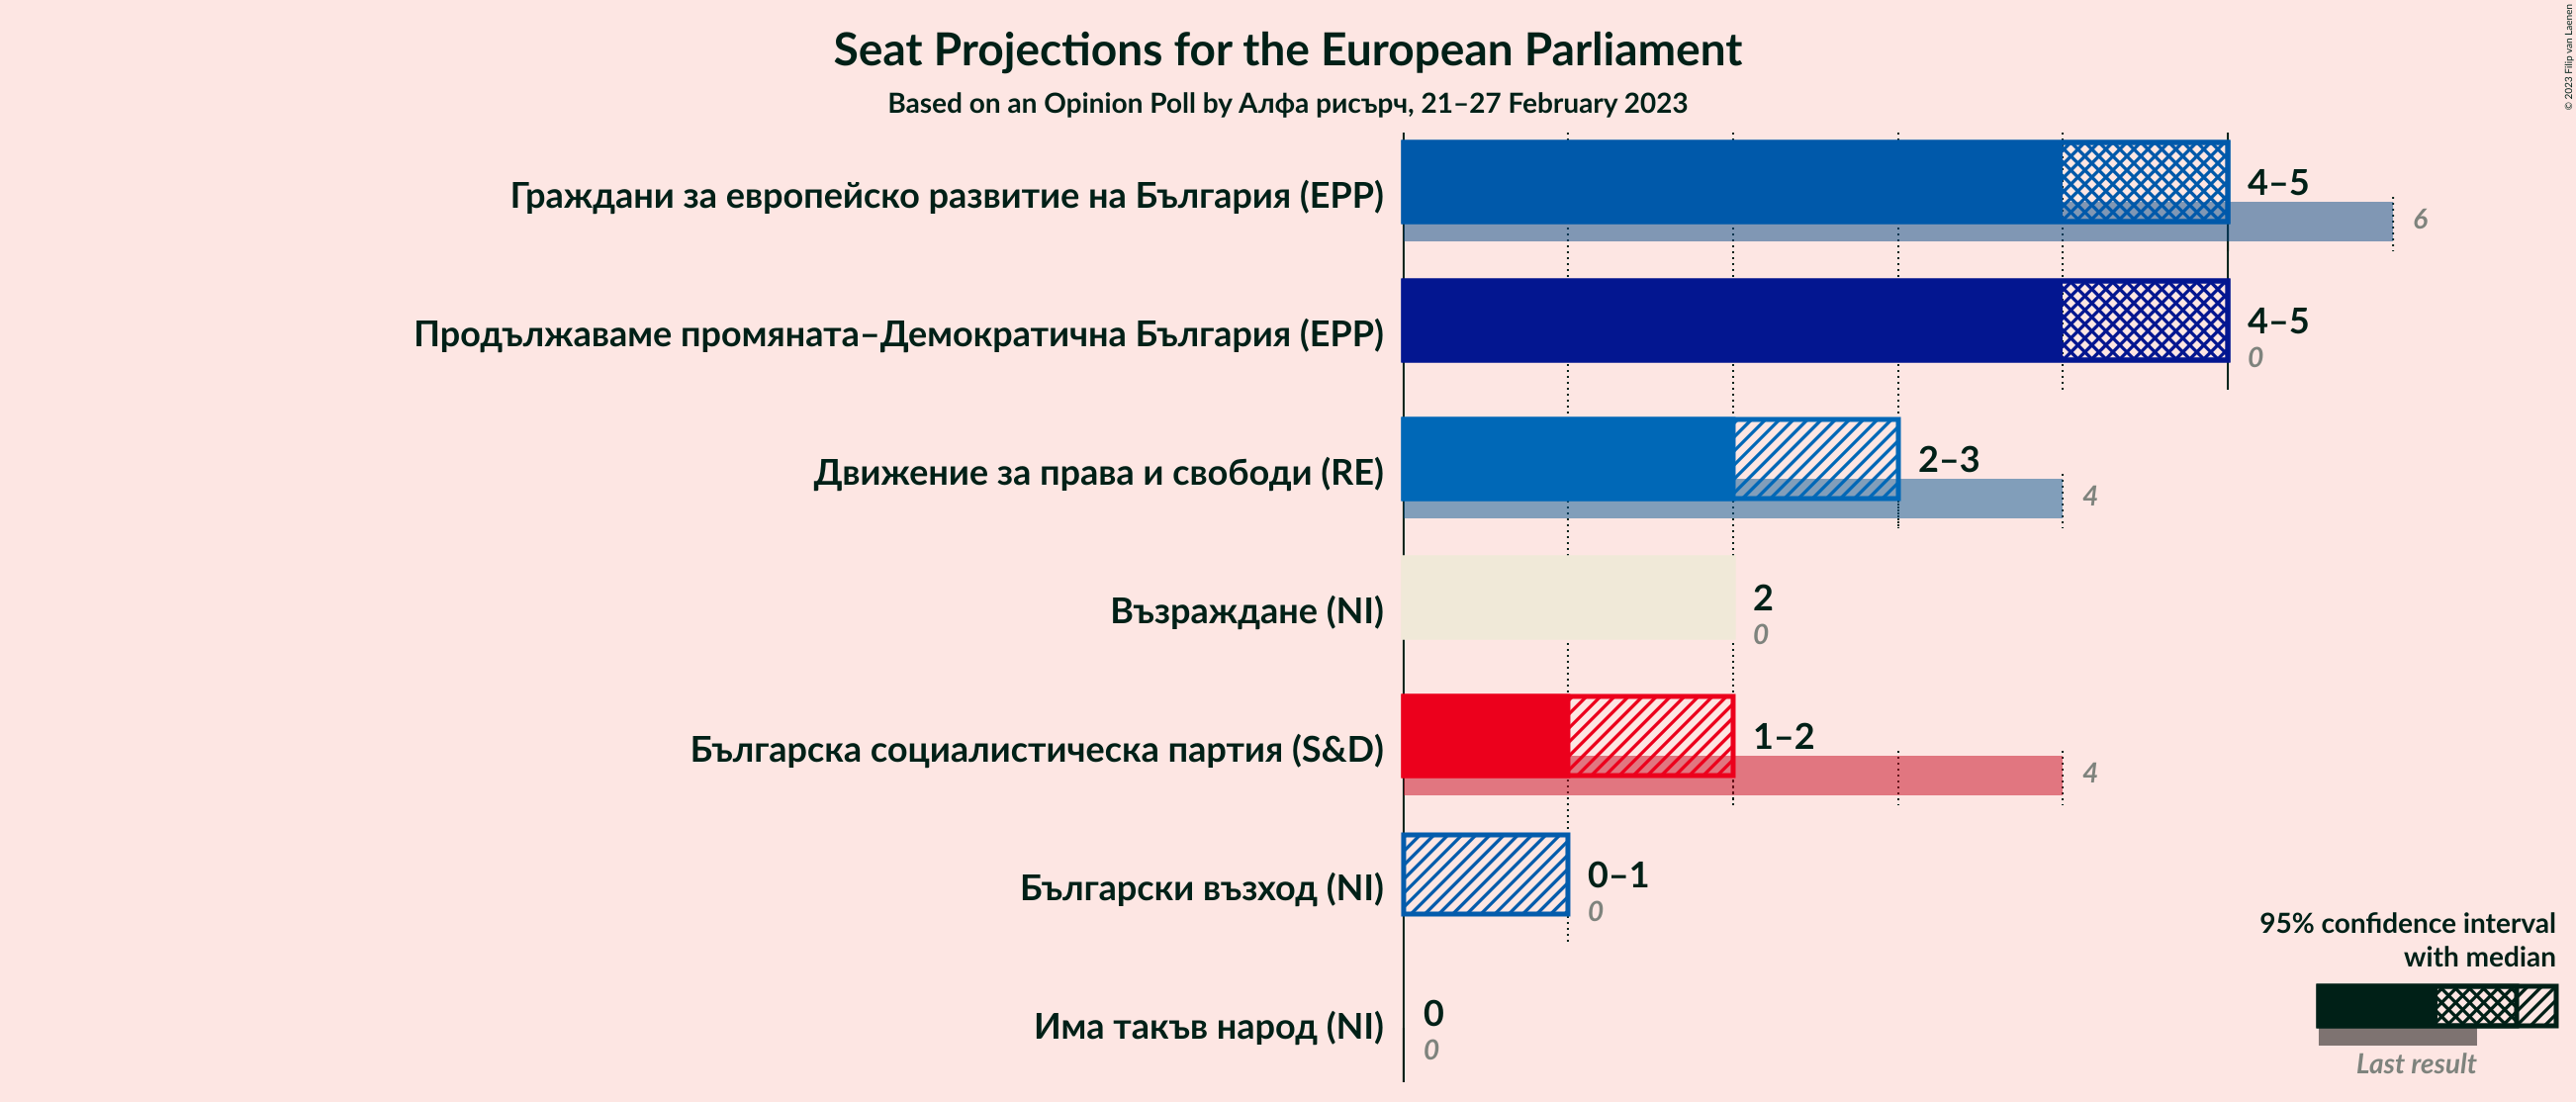 Seat Projections for the European Parliament
Based on an Opinion Poll by Алфа рисърч, 21–27 February 2023
© 2023 Filip van Laenen
Граждани за европейско развитие на България (EPP)
4–5
6
Продължаваме промяната–Демократична България (EPP)
4–5
0
Движение за права и свободи (RE)
2–3
4
Възраждане (NI)
2
0
Българска социалистическа партия (S&D)
1–2
4
Български възход (NI)
0–1
0
Има такъв народ (NI)
0
0
95% confidence interval
with median
Last result